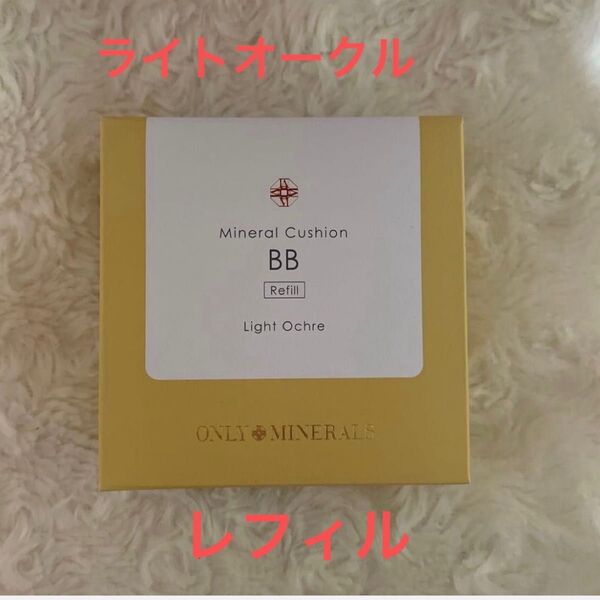 ライトオークル
Mineral Cushion
BB
Refill
Light Ochre
ONLY MINERALS
レフィル